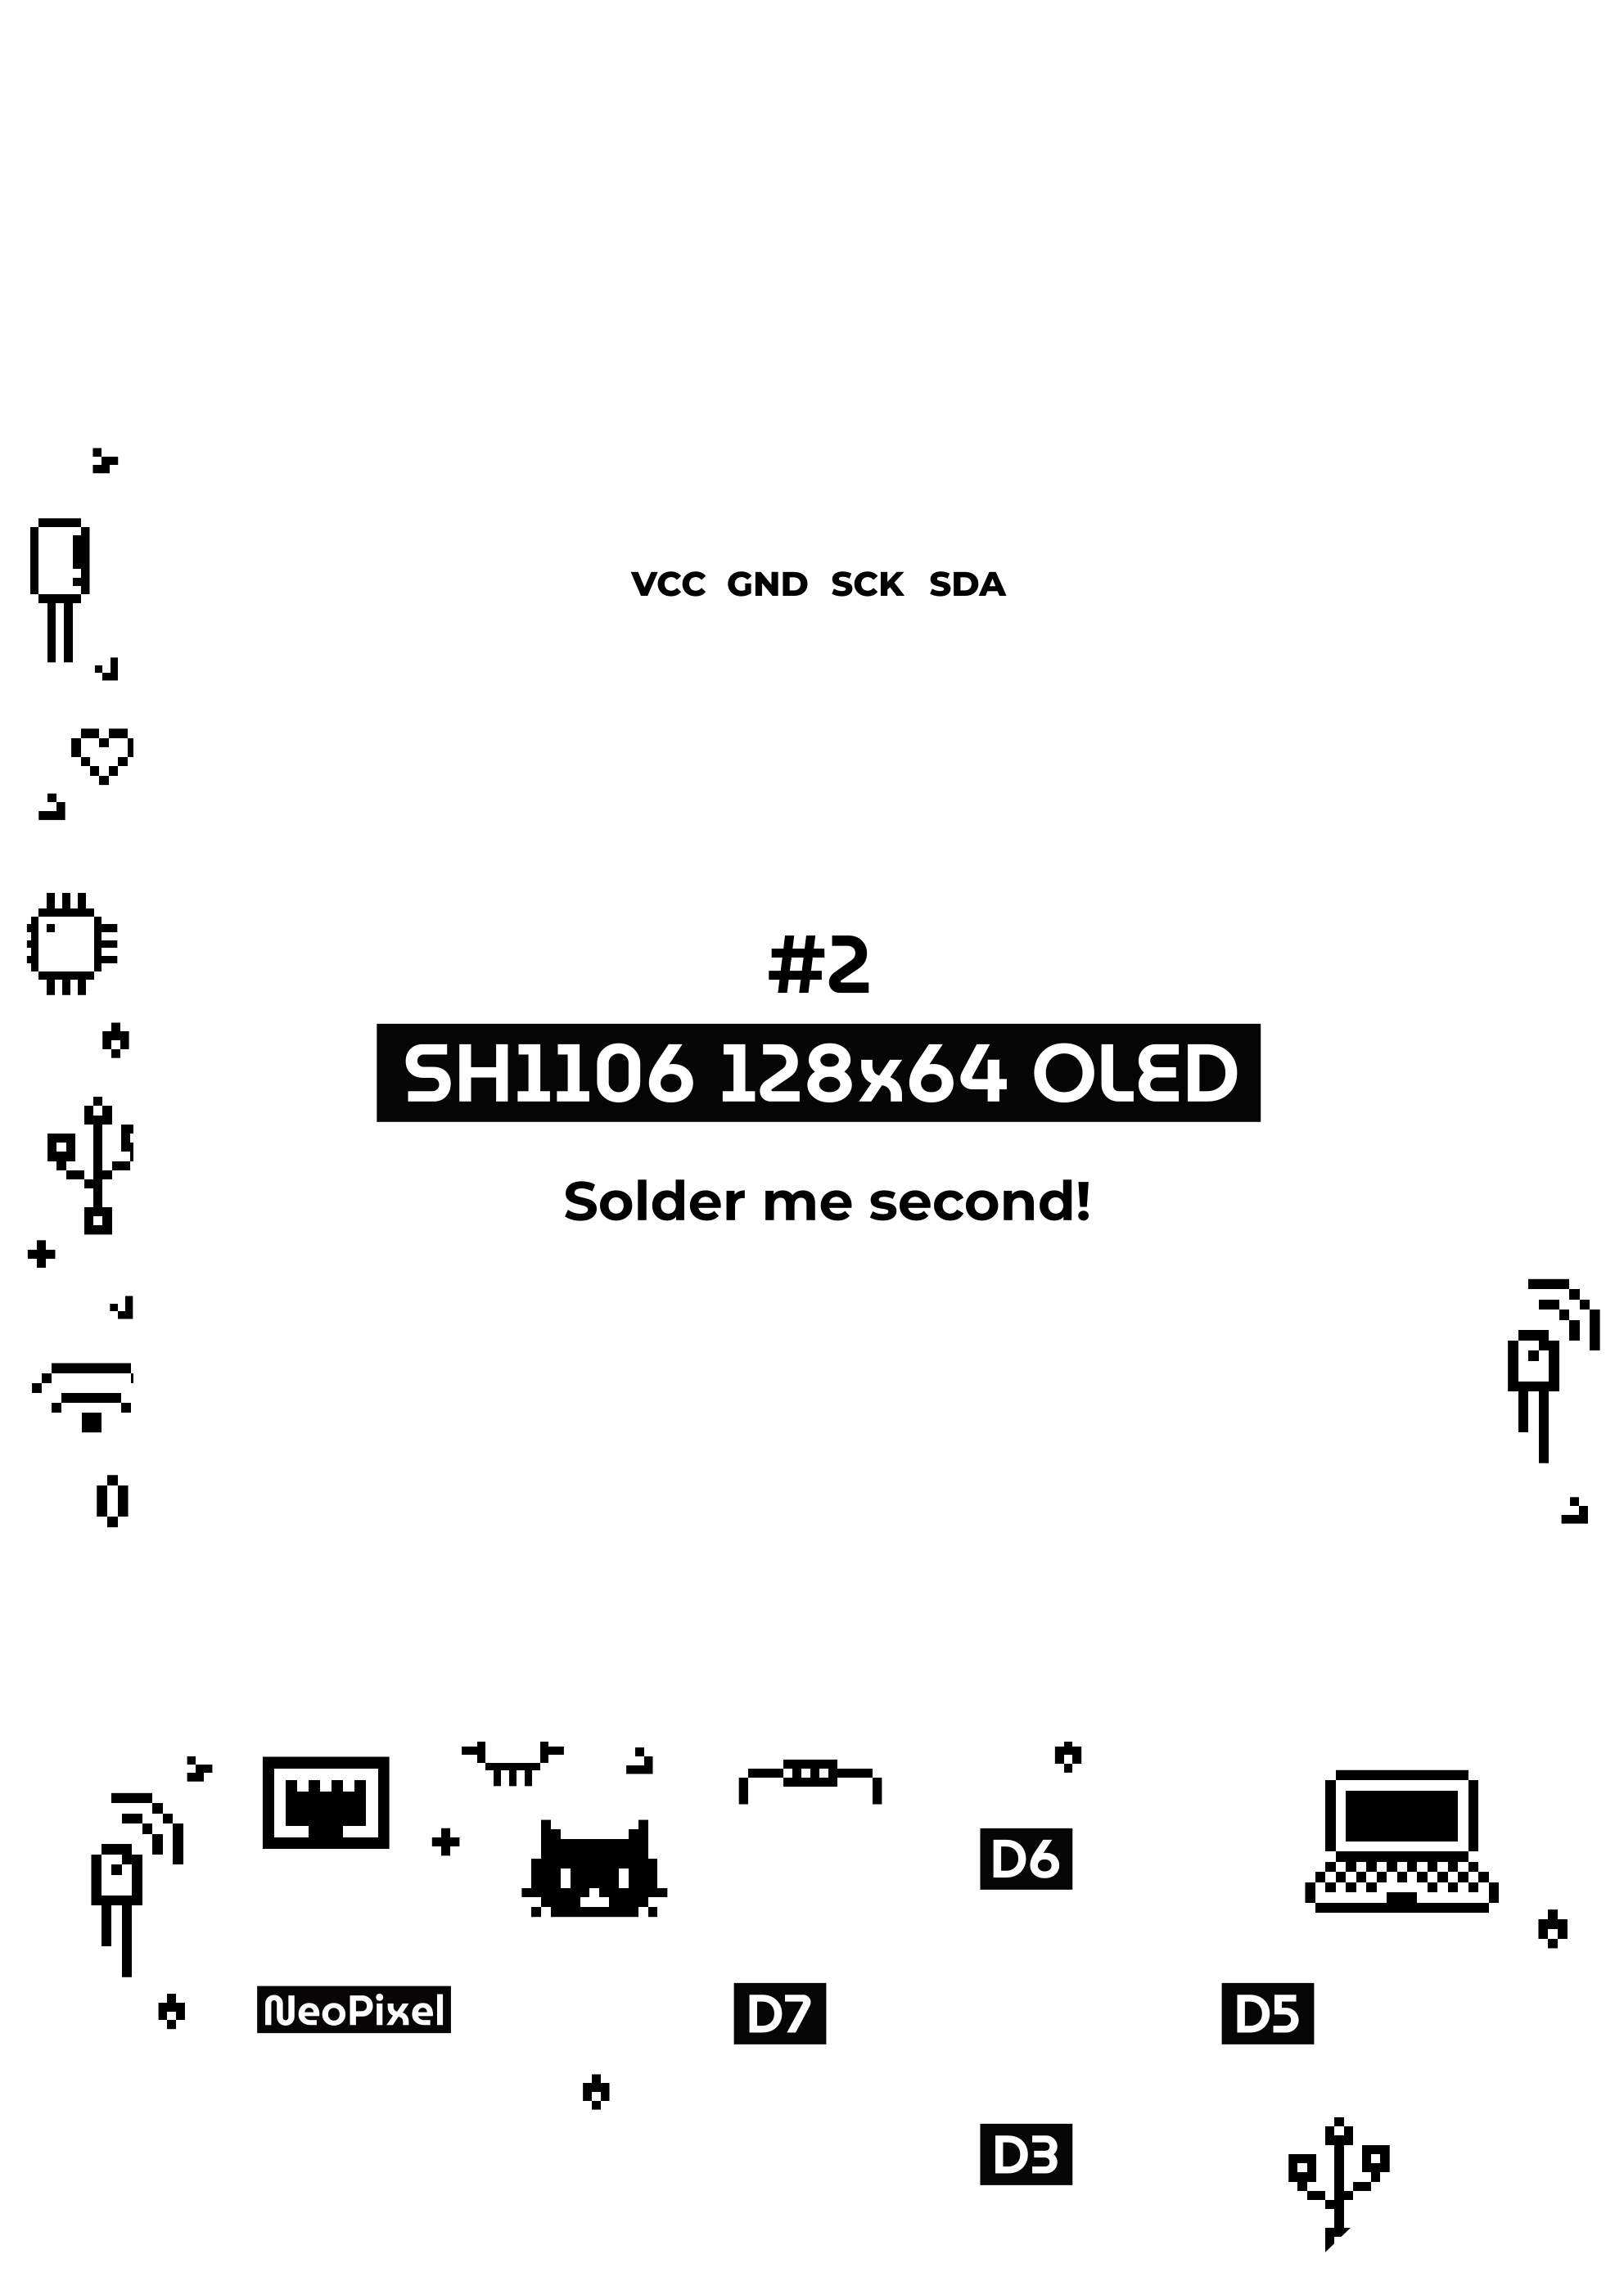 VCC GND SCK SDA
#2
SH1106 128x64 OLED
Solder me second!
D6
NeoPixel
D7
D5
D3